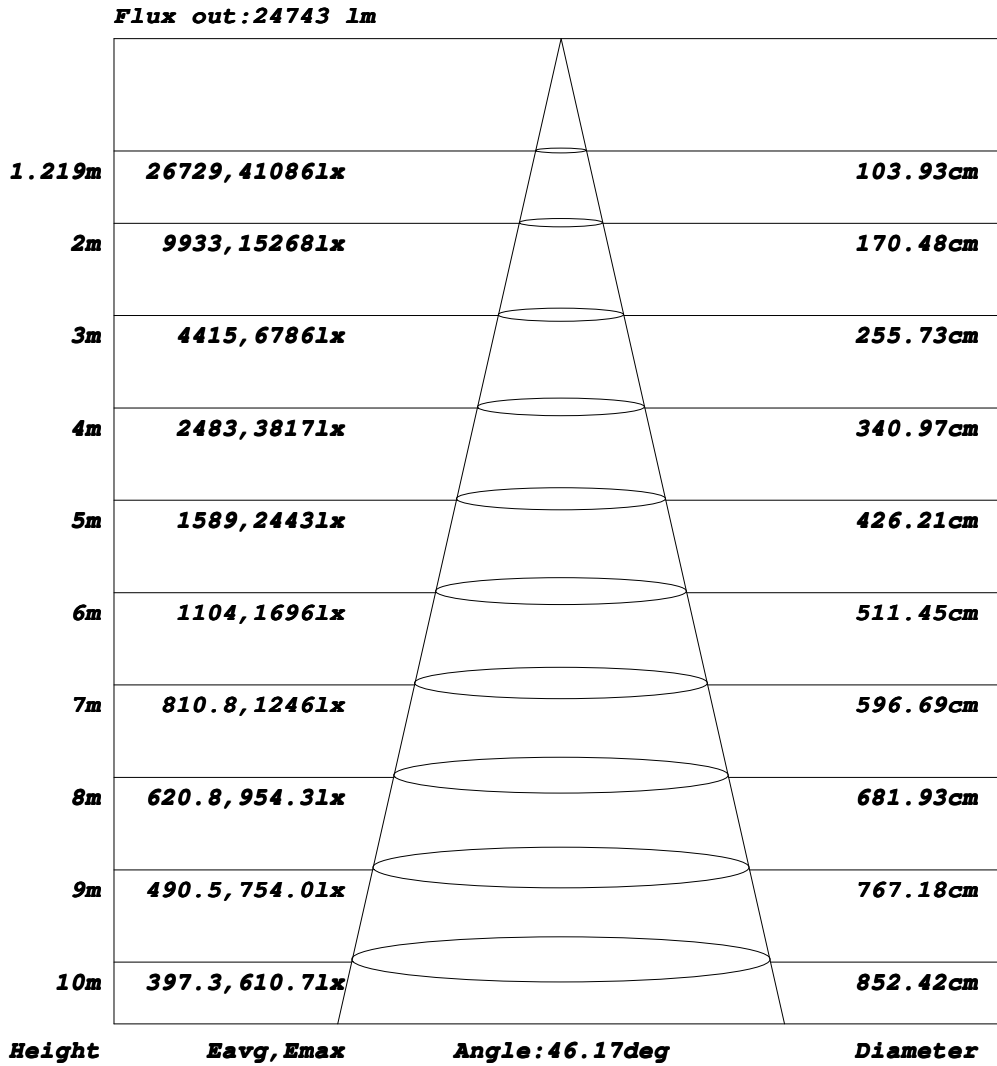 Flux out:24743 lm
1.219m 26729,41086lx 103.93cm
2m 9933,15268lx 170.48cm
3m 4415,6786lx 255.73cm
4m 2483,3817lx 340.97cm
5m 1589,2443lx 426.21cm
6m 1104,1696lx 511.45cm
7m 810.8,1246lx 596.69cm
8m 620.8,954.3lx 681.93cm
9m 490.5,754.0lx 767.18cm
10m 397.3,610.7lx 852.42cm
Height Eavg,Emax Angle:46.17deg Diameter